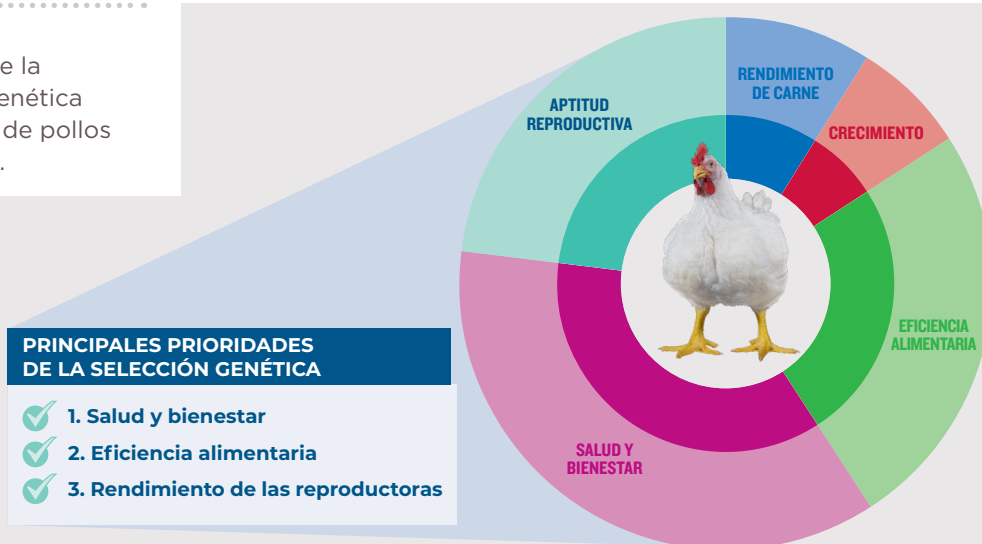 e la
enética
de pollos
.
APTITUD
REPRODUCTIVA
RENDIMIENTO
DE CARNE
CRECIMIENTO
EFICIENCIA
ALIMENTARIA
SALUD Y
BIENESTAR
PRINCIPALES PRIORIDADES
DE LA SELECCIÓN GENÉTICA
1. Salud y bienestar
2. Eficiencia alimentaria
3. Rendimiento de las reproductoras